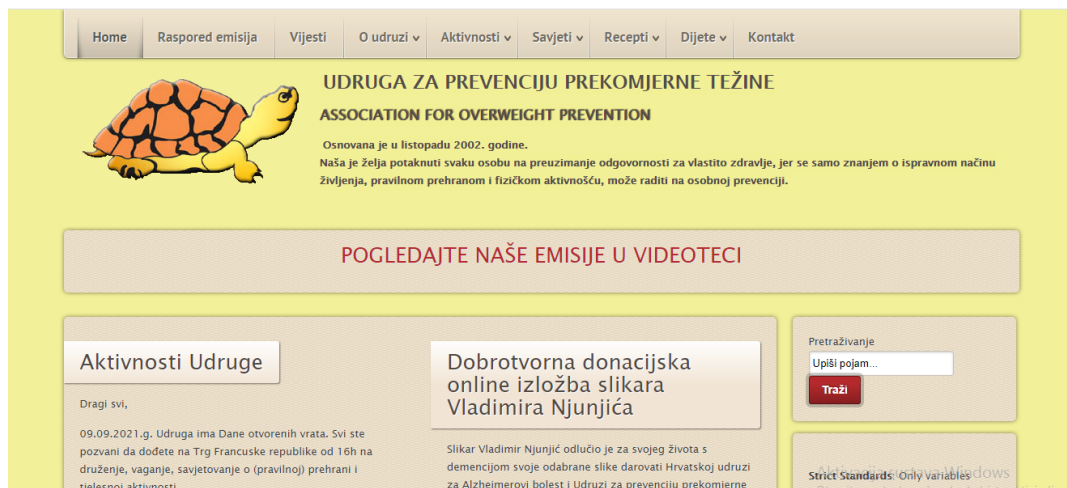 Home Raspored emisija Vijesti O udruzi Aktivnosti Savjeti Recepti Dijete Kontakt
UDRUGA ZA PREVENCIJU PREKOMJERNE TEŽINE
ASSOCIATION FOR OVERWEIGHT PREVENTION
Osnovana je u listopadu 2002. godine.
Naša je želja potaknuti svaku osobu na preuzimanje odgovornosti za vlastito zdravlje, jer se samo znanjem o ispravnom načinu
življenja, pravilnom prehranom i fizičkom aktivnošću, može raditi na osobnoj prevenciji.
POGLEDAJTE NAŠE EMISIJE U VIDEOTECI
Aktivnosti Udruge
Dragi svi,
09.09.2021.g. Udruga ima Dane otvorenih vrata. Svi ste
pozvani da dođete na Trg Francuske republike od 16h na
druženje, vaganje, savjetovanje o (pravilnoj) prehrani i
tjelesnoj aktivnosti
Dobrotvorna donacijska
online izložba slikara
Vladimira Njunjića
Slikar Vladimir Njunjić odlučio je za svojeg života s
demencijom svoje odabrane slike darovati Hrvatskoj udruzi
za Alzheimerovu bolest i Udruzi za prevenciju prekomjerne
Pretraživanje
Upiši pojam...
Traži
Strict Standards: Only variables
Aktivacija sustava Windows